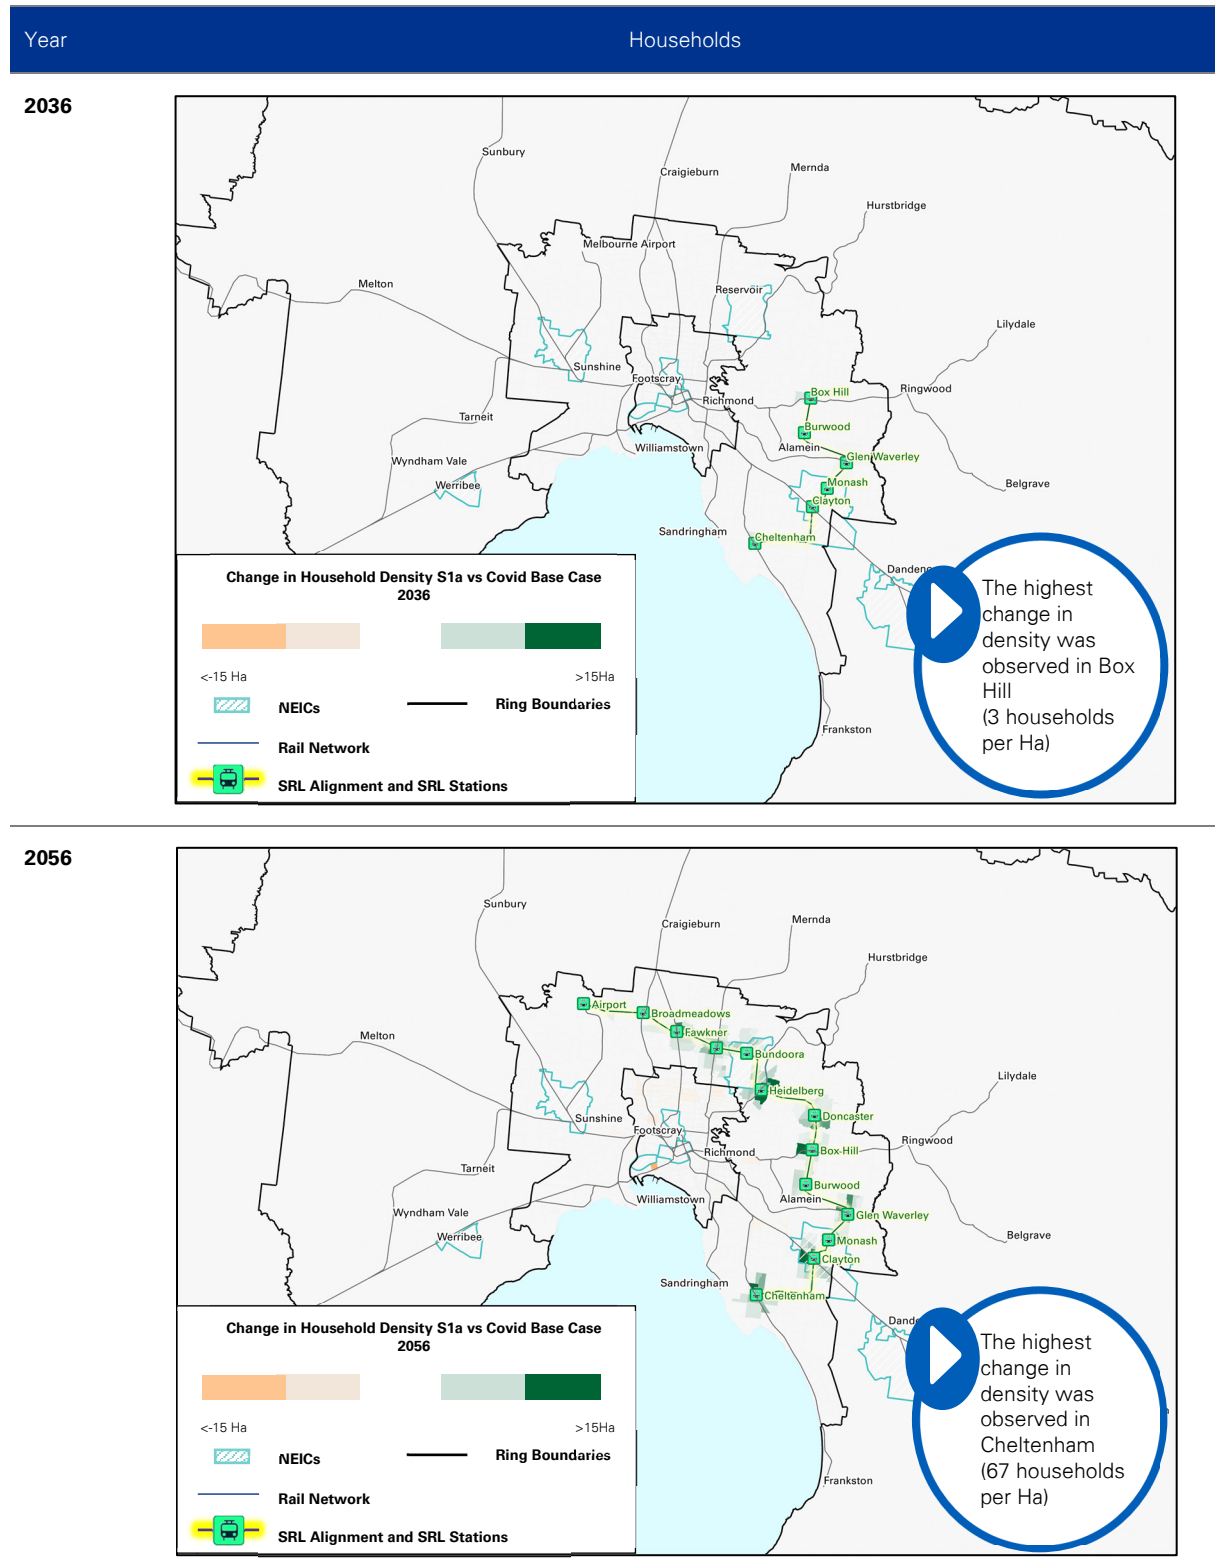 Year Households
2036
Sunbury
Craigieburn
Mernda
Hurstbridge
Melbourne Airport
Melton
Reservoir
Lilydale
Sunshine
Footscray
Ringwood
Box Hill
Richmond
Tarneit
Burwood
Williamstown
Alamein
Glen Waverley
Wyndham Vale
Werribee
Monash
Belgrave
Clayton
Sandringham
Cheltenham
Change in Household Density S1a vs Covid Base Case
2036
<-15 Ha >15Ha
NEICs Ring Boundaries
Rail Network
SRL Alignment and SRL Stations
Frankston
The highest
change in
density was
observed in Box
Hill
(3 households
per Ha)
2056
Sunbury
Craigieburn
Mernda
Hurstbridge
Airport
Broadmeadows
Fawkner
Melton
Bundoora
Lilydale
Heidelberg
Sunshine
Doncaster
Footscray
Ringwood
Richmond
Box Hill
Tarneit
Burwood
Williamstown
Alamein
Wyndham Vale
Glen Waverley
Werribee
Monash
Belgrave
Clayton
Sandringham
Cheltenham
Change in Household Density S1a vs Covid Base Case
2056
<-15 Ha >15Ha
NEICs Ring Boundaries
Rail Network
SRL Alignment and SRL Stations
Frankston
The highest
change in
density was
observed in
Cheltenham
(67 households
per Ha)